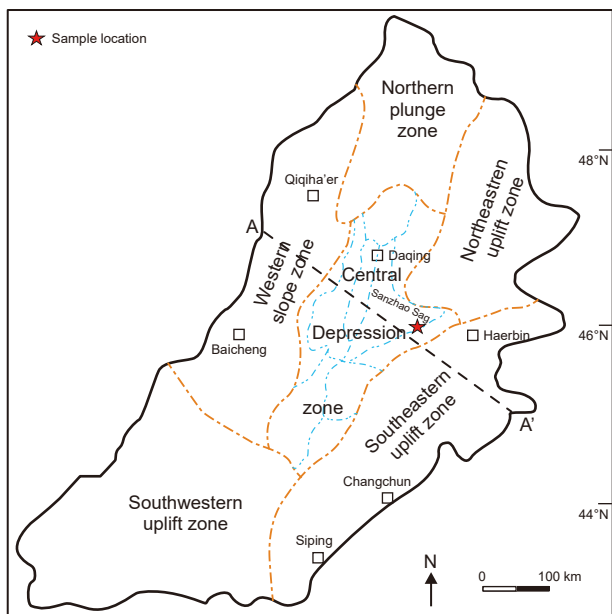 Sample location
Northern
plunge
zone
48°N
Qiqiha'er
Northeastren
uplift zone
A
Western
slope zone
Daqing
Central
Sanzhao Sag
46°N
Depression
Haerbin
Baicheng
zone
Southeastern
uplift zone
A'
Changchun
Southwestern
uplift zone
44°N
Siping
N
0 100 km